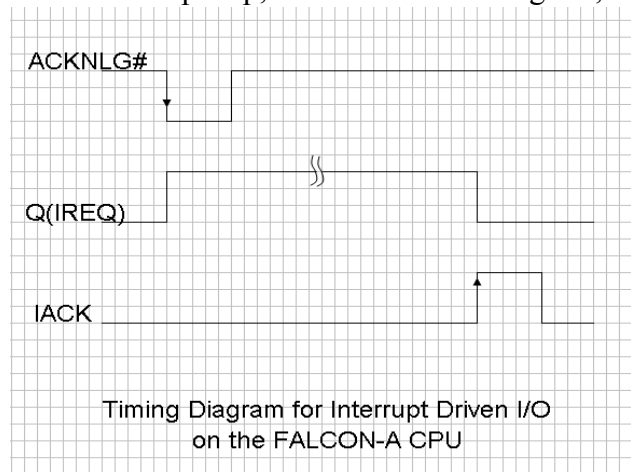 ACKNLG#
Q(IREQ)
IACK
Timing Diagram for Interrupt Driven I/O
on the FALCON-A CPU